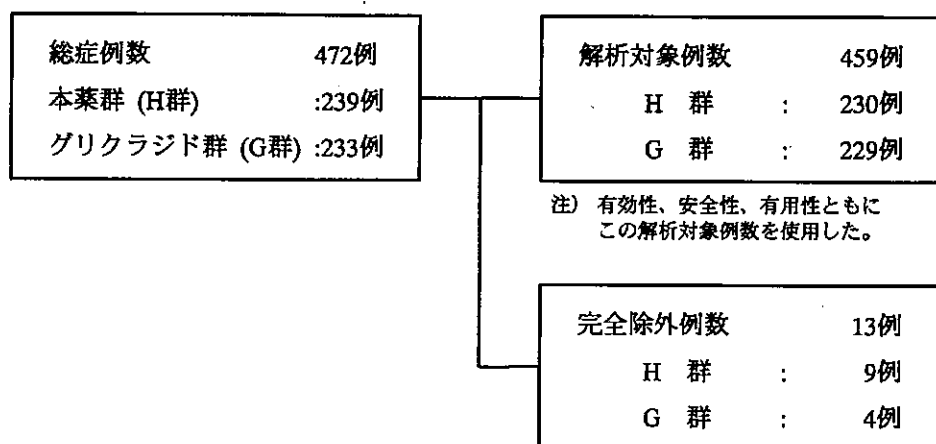 総症例数 472例
本薬群 (H群) :239例
グリクラジド群 (G群) :233例
解析対象例数 459例
H 群 : 230例
G 群 : 229例
注) 有効性、安全性、有用性ともに
この解析対象例数を使用した。
完全除外例数 13例
H 群 : 9例
G 群 : 4例